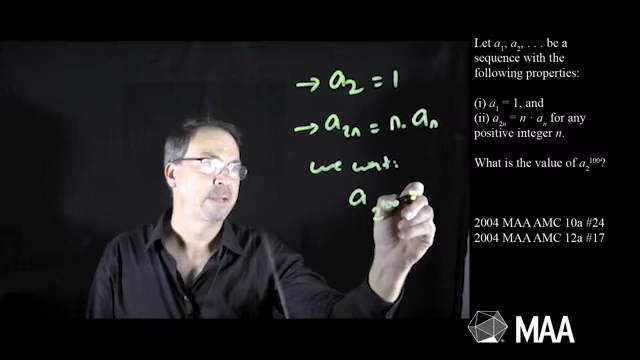 → a₂ = 1
→ a₂ₙ = n · aₙ
we want:
a₂¹⁰⁰
Let a₁, a₂, . . . be a
sequence with the
following properties:
(i) a₁ = 1, and
(ii) a₂ₙ = n · aₙ for any
positive integer n.
What is the value of a₂¹⁰⁰?
2004 MAA AMC 10a #24
2004 MAA AMC 12a #17
MAA